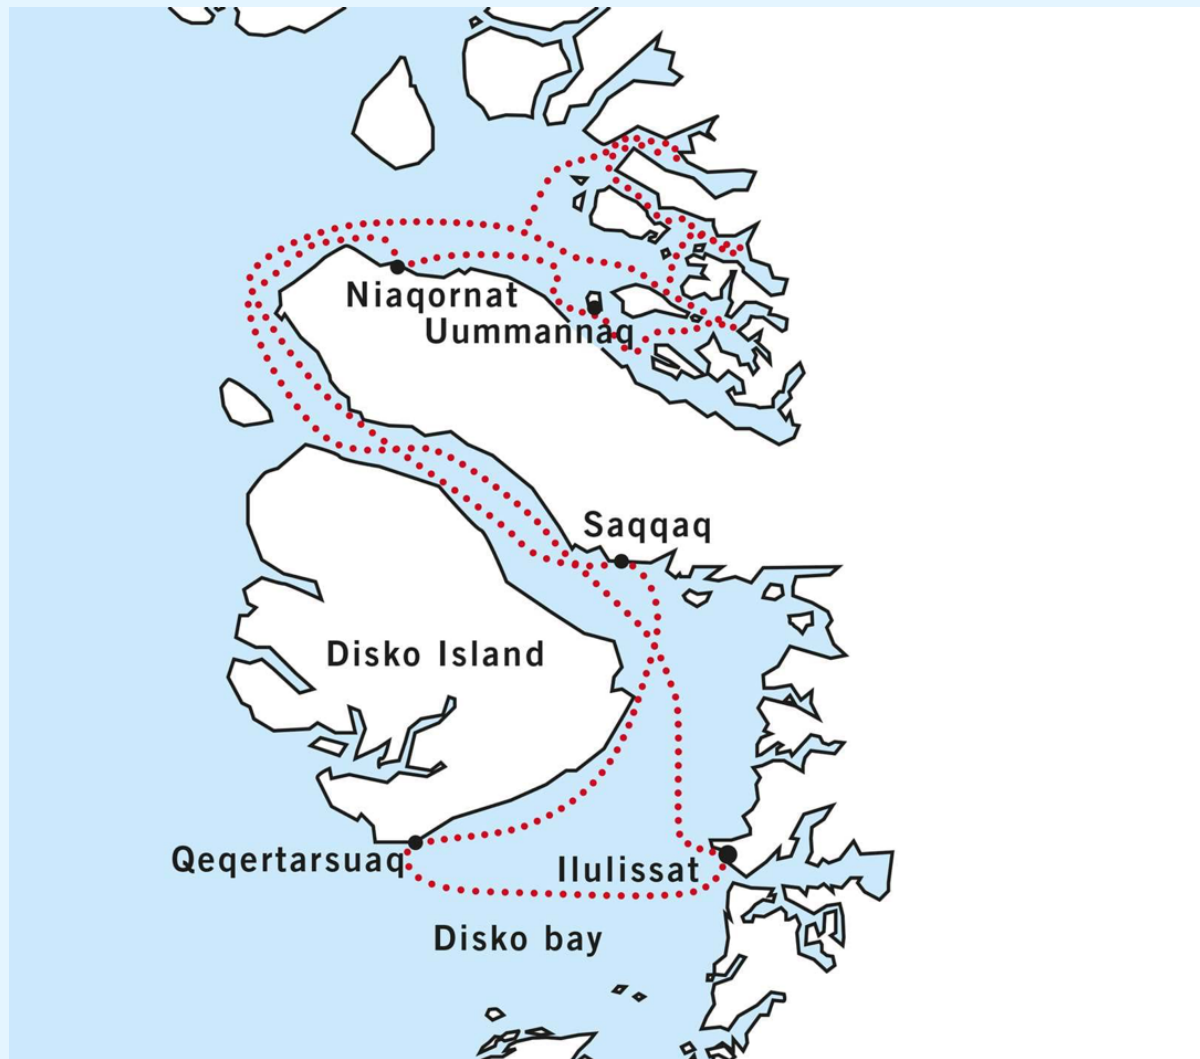 Niaqornat
Uummannaq
Saqqaq
Disko Island
Qeqertarsuaq
Ilulissat
Disko bay